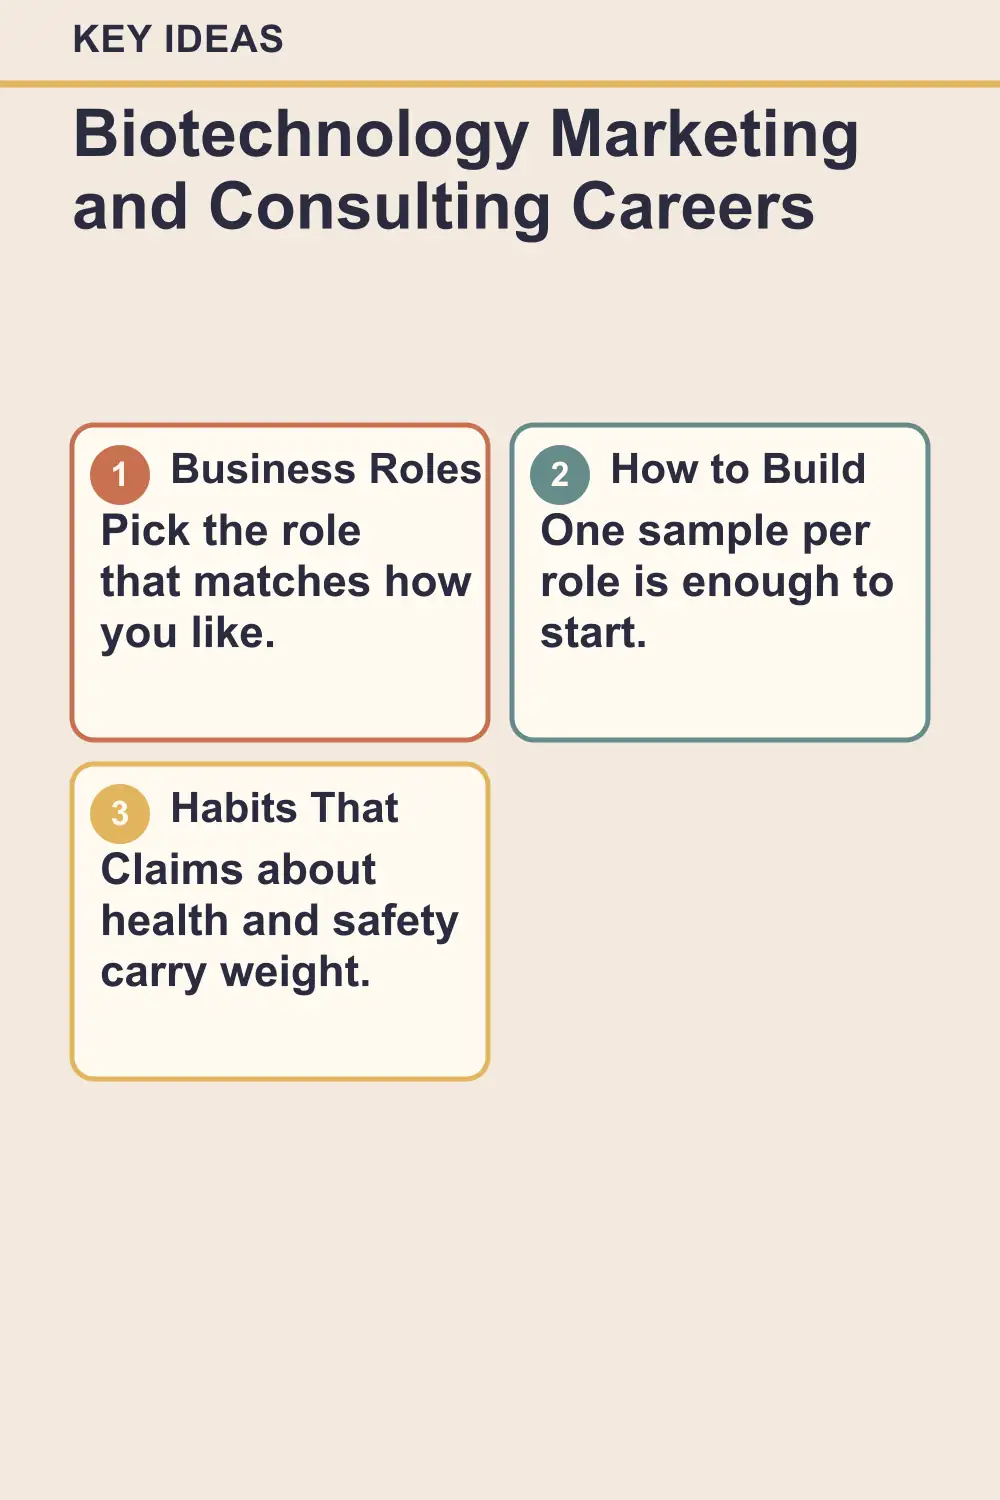 KEY IDEAS
Biotechnology Marketing
and Consulting Careers
1 Business Roles
Pick the role
that matches how
you like.
2 How to Build
One sample per
role is enough to
start.
3 Habits That
Claims about
health and safety
carry weight.